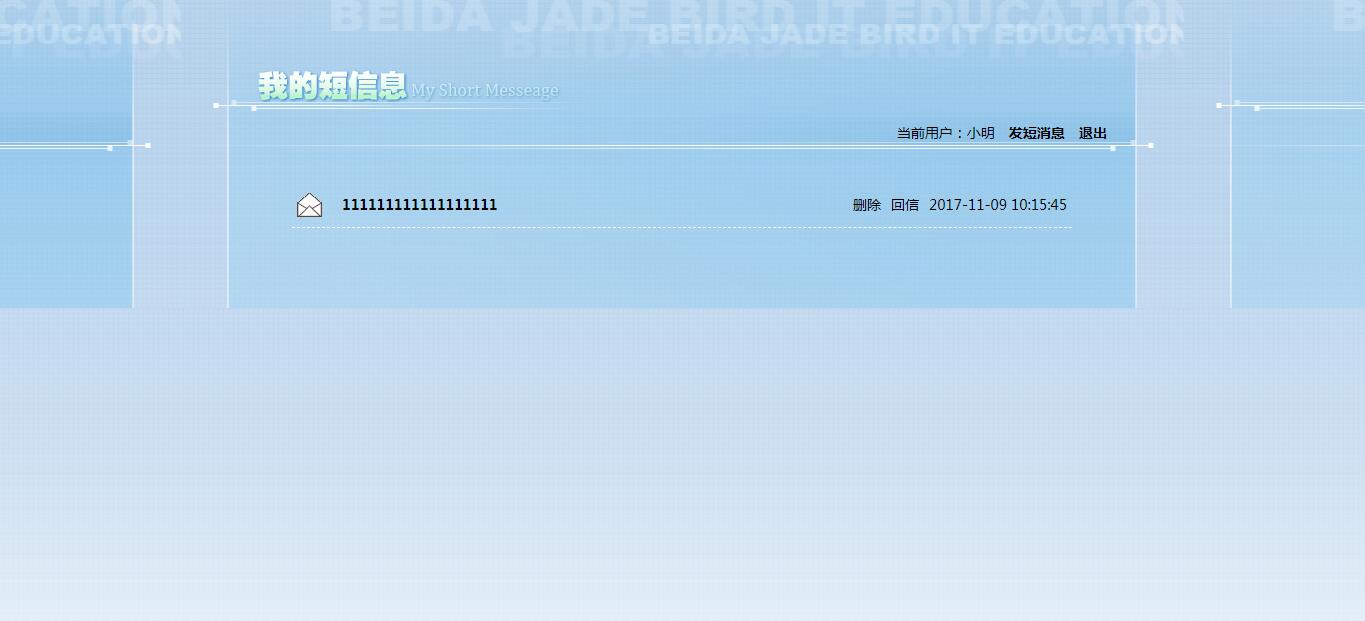 CATION BEIDA JADE BIRD IT EDUCATION B
EDUCATION BEIDA JADE BIRD IT EDUCATION
我的短信息 My Short Messeage
当前用户：小明 发短消息 退出
111111111111111111 删除 回信 2017-11-09 10:15:45